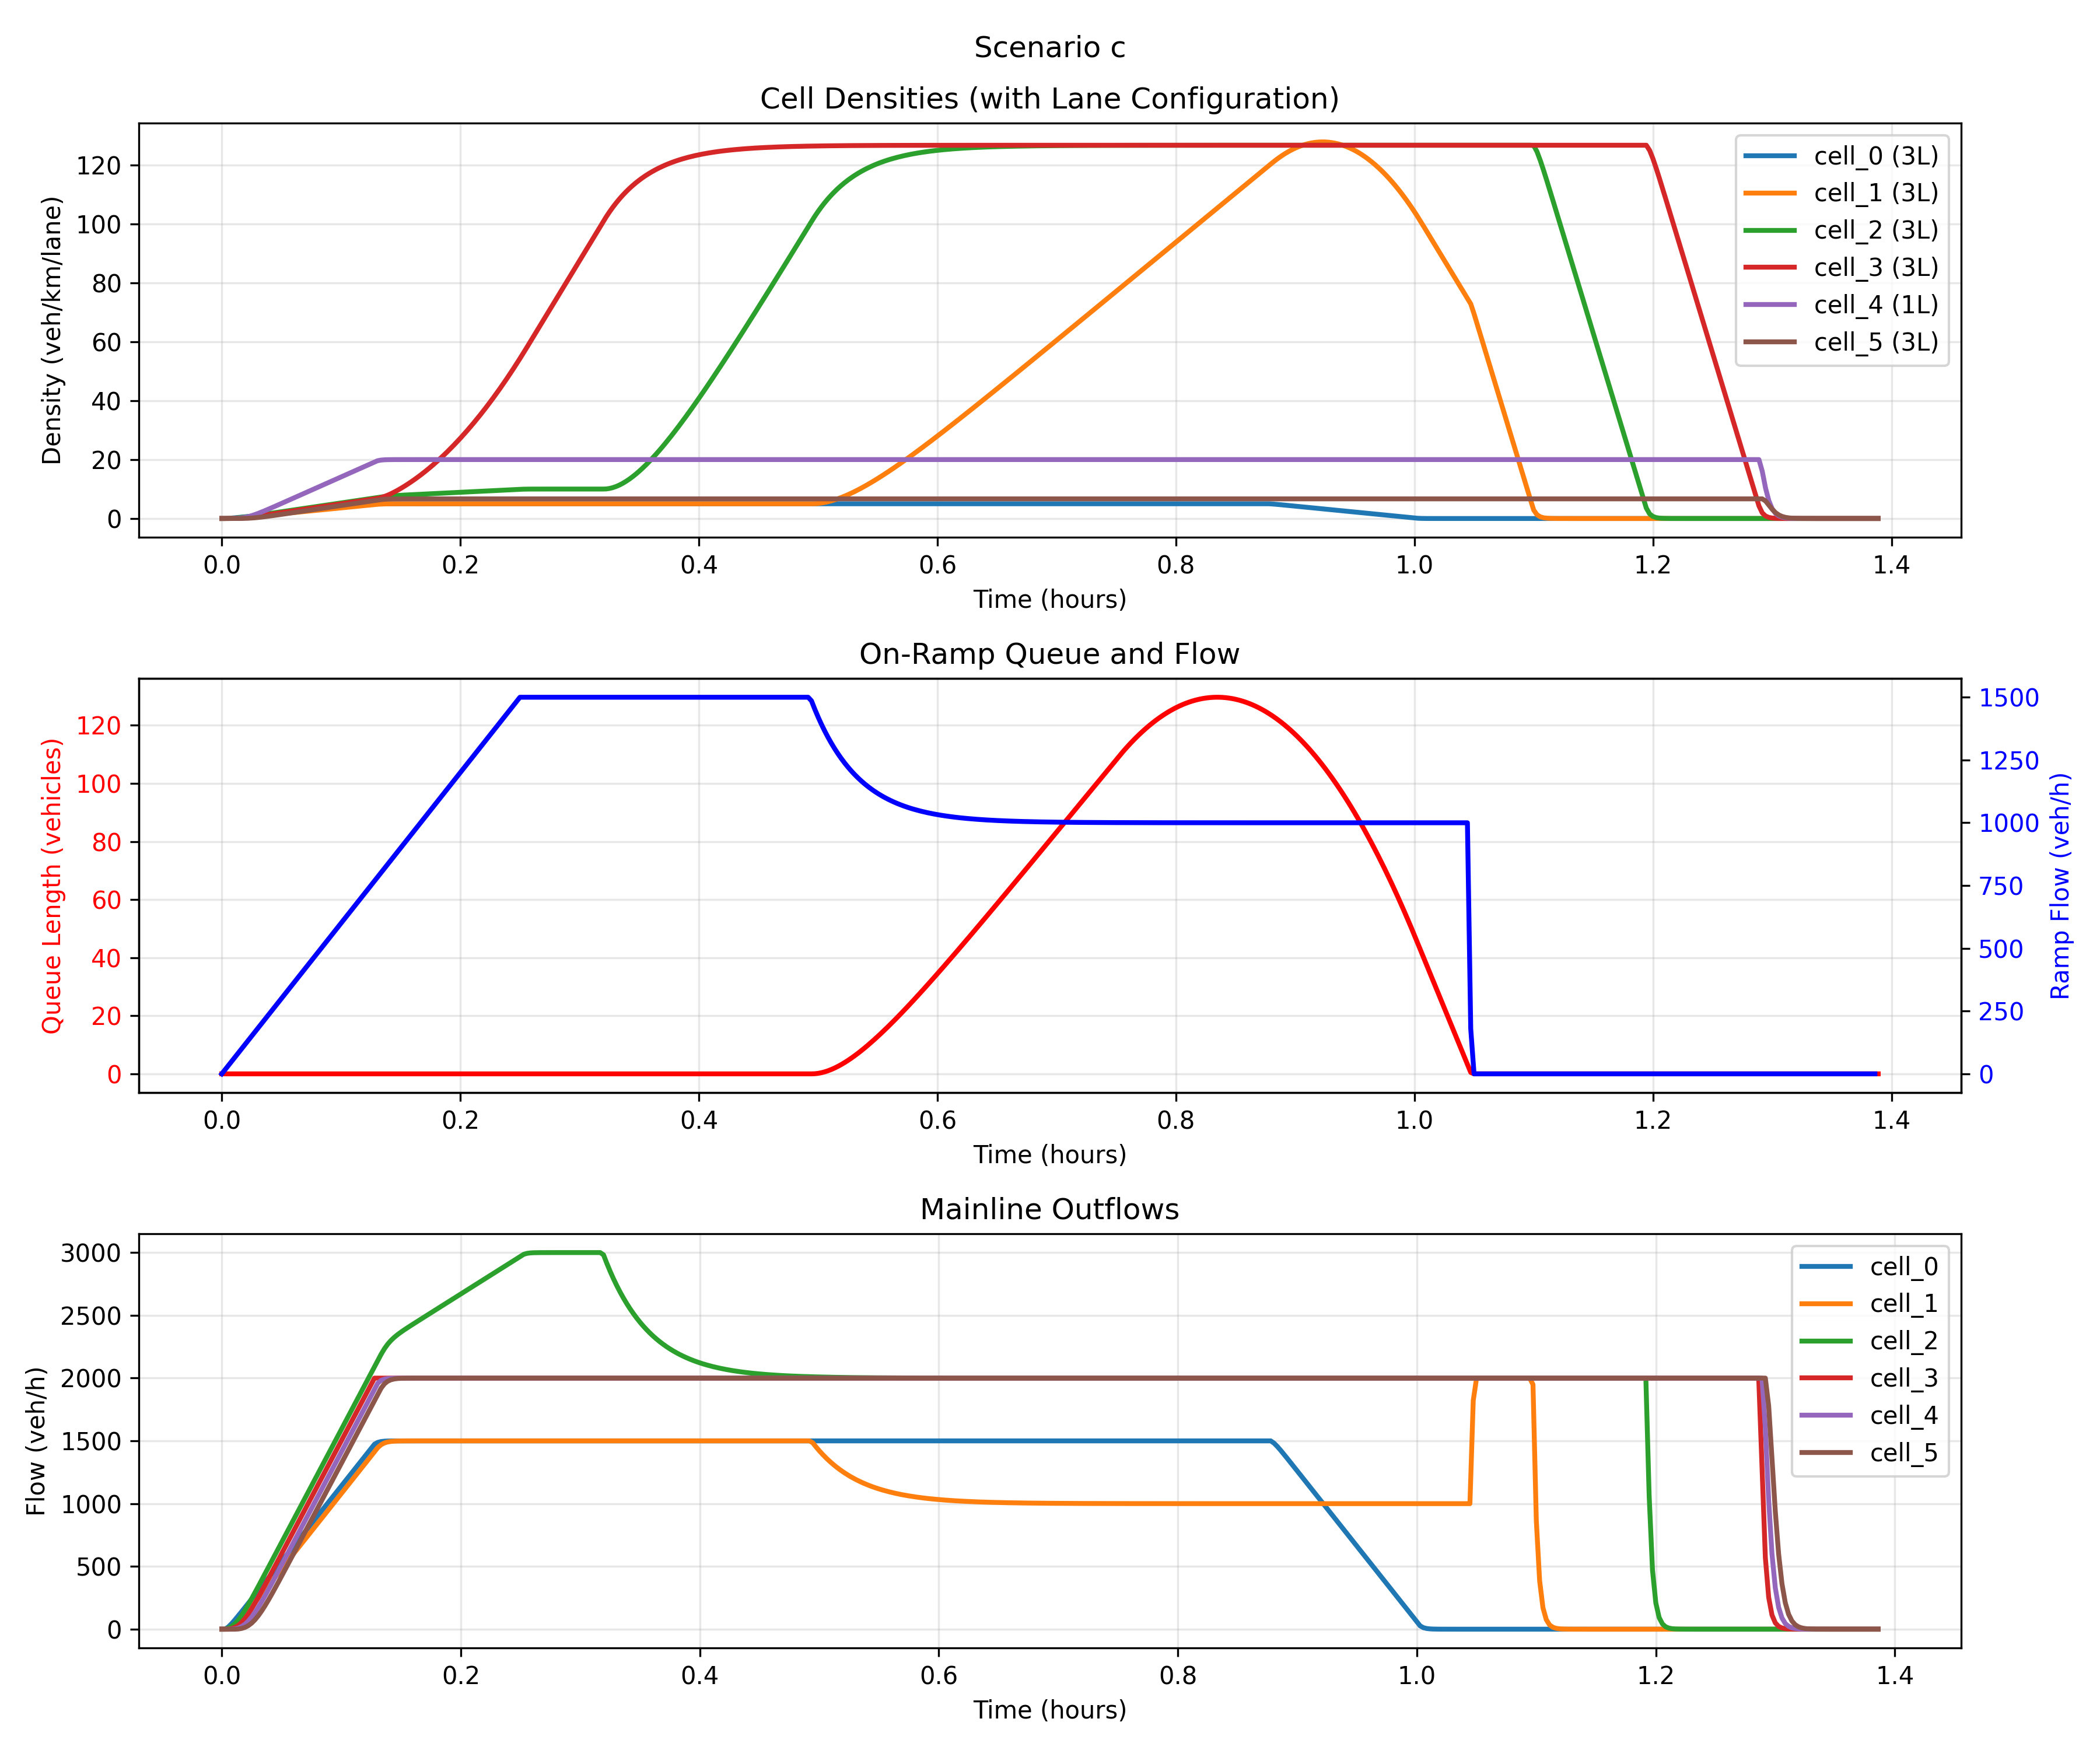 Scenario c
Cell Densities (with Lane Configuration)
Density (veh/km/lane)
120
100
80
60
40
20
0
cell_0 (3L)
cell_1 (3L)
cell_2 (3L)
cell_3 (3L)
cell_4 (1L)
cell_5 (3L)
0.0 0.2 0.4 0.6 0.8 1.0 1.2 1.4
Time (hours)
On-Ramp Queue and Flow
Queue Length (vehicles)
120
100
80
60
40
20
0
1500
1250
1000
750
500
250
0
Ramp Flow (veh/h)
0.0 0.2 0.4 0.6 0.8 1.0 1.2 1.4
Time (hours)
Mainline Outflows
Flow (veh/h)
3000
2500
2000
1500
1000
500
0
cell_0
cell_1
cell_2
cell_3
cell_4
cell_5
0.0 0.2 0.4 0.6 0.8 1.0 1.2 1.4
Time (hours)